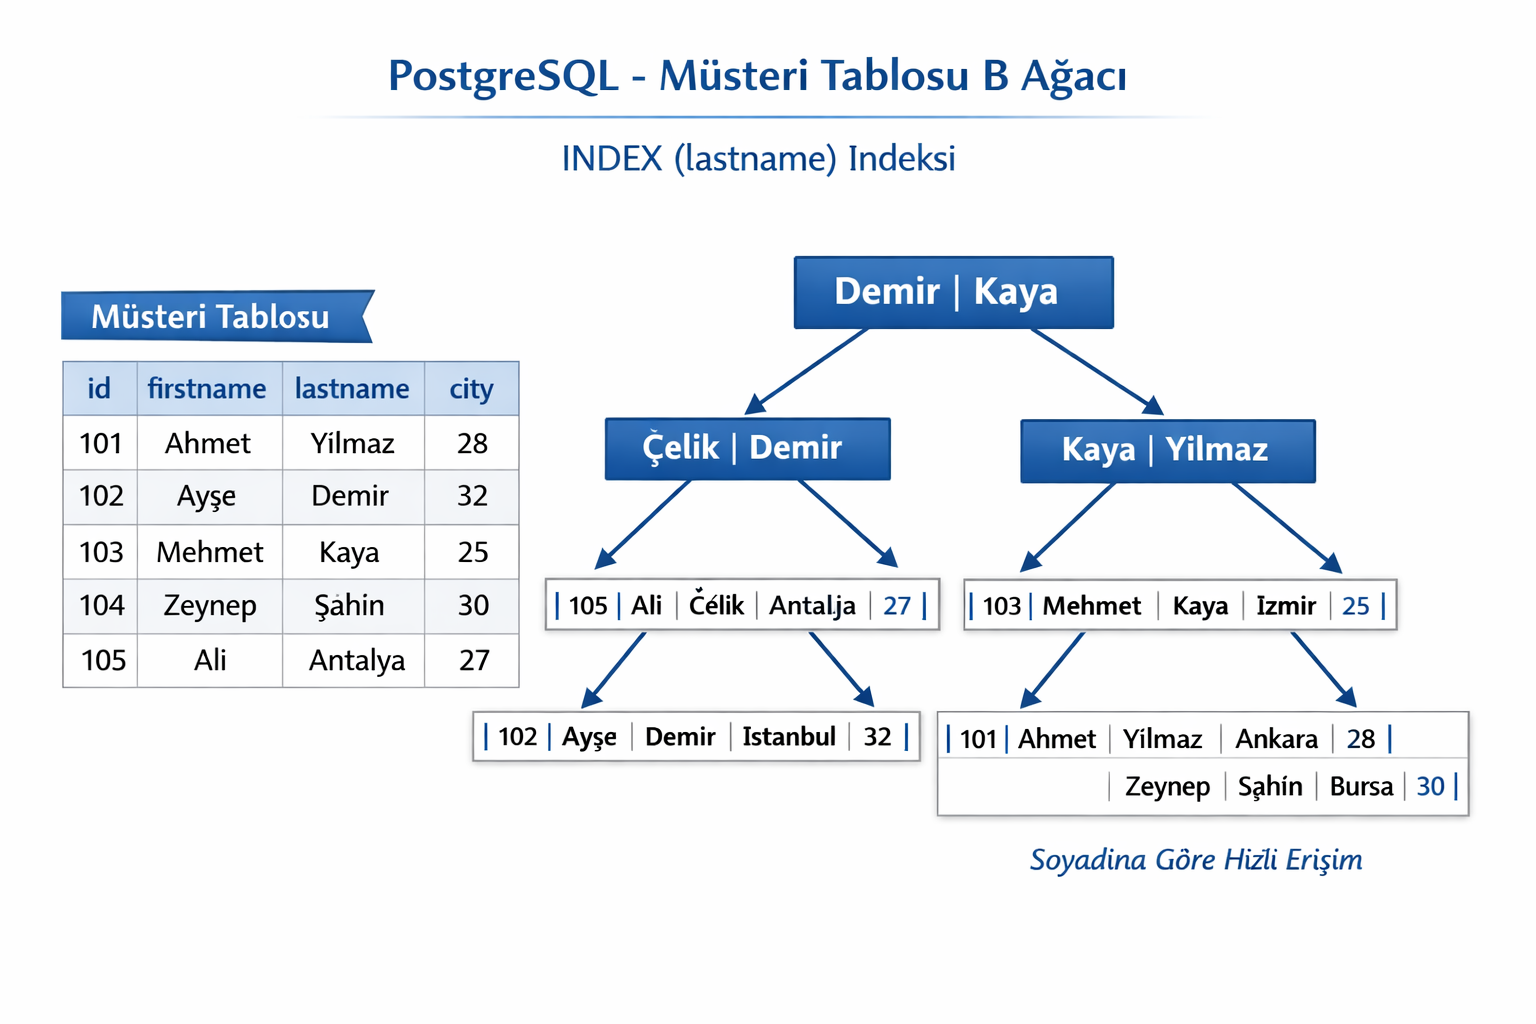 PostgreSQL - Müsteri Tablosu B Ağacı
INDEX (lastname) Indeksi
Müsteri Tablosu
id firstname lastname city
101 Ahmet Yilmaz 28
102 Ayşe Demir 32
103 Mehmet Kaya 25
104 Zeynep Şahin 30
105 Ali Antalya 27
Demir | Kaya
Çelik | Demir
Kaya | Yilmaz
| 105 | Ali | Čélik | Antalja | 27 |
| 103 | Mehmet | Kaya | Izmir | 25 |
| 102 | Ayşe | Demir | Istanbul | 32 |
| 101 | Ahmet | Yilmaz | Ankara | 28 |
| Zeynep | Şahin | Bursa | 30 |
Soyadina Göre Hizli Erişim